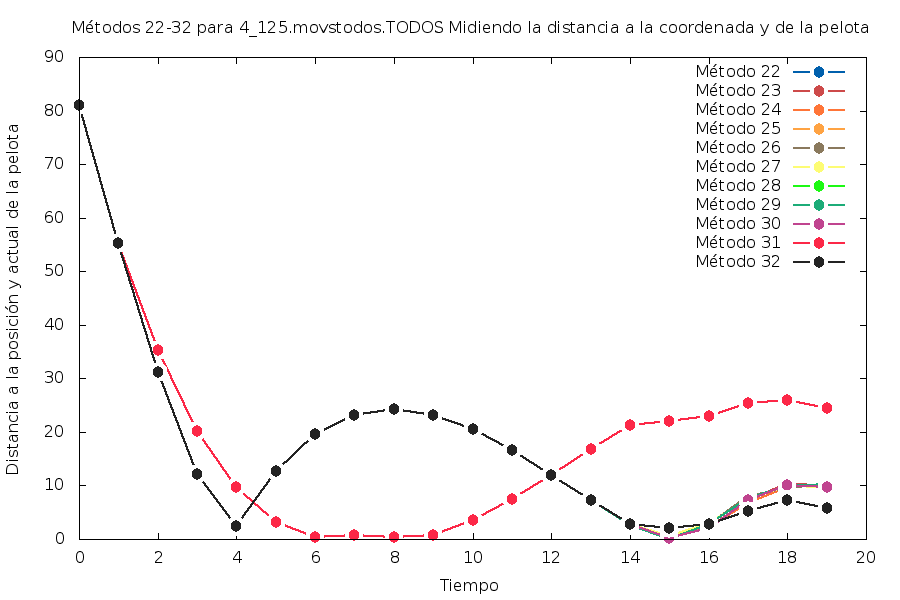 Métodos 22-32 para 4_125.movstodos.TODOS Midiendo la distancia a la coordenada y de la pelota
Distancia a la posición y actual de la pelota
90
80
70
60
50
40
30
20
10
0
Método 22
Método 23
Método 24
Método 25
Método 26
Método 27
Método 28
Método 29
Método 30
Método 31
Método 32
0 2 4 6 8 10 12 14 16 18 20
Tiempo